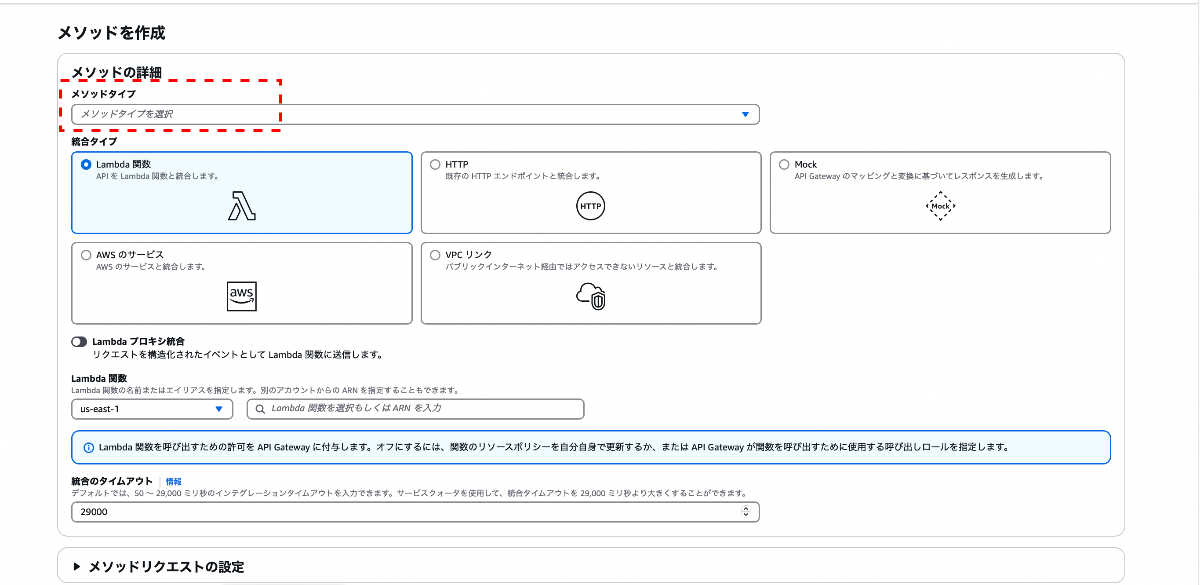 メソッドを作成
メソッドの詳細
メソッドタイプ
メソッドタイプを選択
統合タイプ
Lambda 関数
API を Lambda 関数と統合します。
HTTP
既存の HTTP エンドポイントと統合します。
HTTP
Mock
API Gateway のマッピングと変換に基づいてレスポンスを生成します。
Mock
AWS のサービス
AWS のサービスと統合します。
aws
VPC リンク
パブリックインターネット経由ではアクセスできないリソースと統合します。
Lambda プロキシ統合
リクエストを構造化されたイベントとして Lambda 関数に送信します。
Lambda 関数
Lambda 関数の名前またはエイリアスを指定します。別のアカウントからの ARN を指定することもできます。
us-east-1
Lambda 関数を選択もしくは ARN を入力
Lambda 関数を呼び出すための許可を API Gateway に付与します。オフにするには、関数のリソースポリシーを自分自身で更新するか、または API Gateway が関数を呼び出すために使用する呼び出しロールを指定します。
統合のタイムアウト 情報
デフォルトでは、50 ～ 29,000 ミリ秒のインテグレーションタイムアウトを入力できます。サービスクォータを使用して、統合タイムアウトを 29,000 ミリ秒より大きくすることができます。
29000
メソッドリクエストの設定